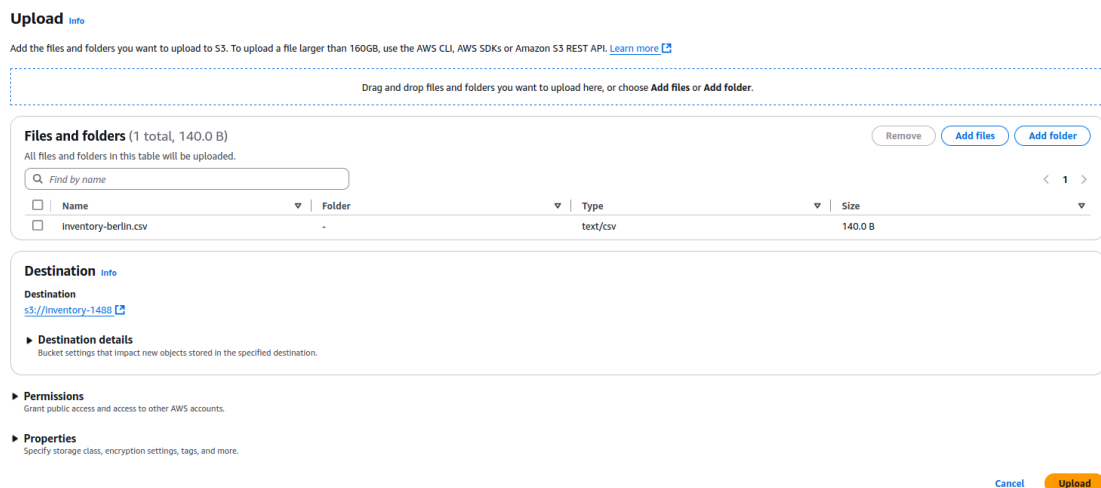 Upload Info
Add the files and folders you want to upload to S3. To upload a file larger than 160GB, use the AWS CLI, AWS SDKs or Amazon S3 REST API. Learn more
Drag and drop files and folders you want to upload here, or choose Add files or Add folder.
Files and folders (1 total, 140.0 B)
Remove Add files Add folder
All files and folders in this table will be uploaded.
Find by name
1
Name Folder Type Size
inventory-berlin.csv - text/csv 140.0 B
Destination Info
Destination
s3://inventory-1488
Destination details
Bucket settings that impact new objects stored in the specified destination.
Permissions
Grant public access and access to other AWS accounts.
Properties
Specify storage class, encryption settings, tags, and more.
Cancel Upload